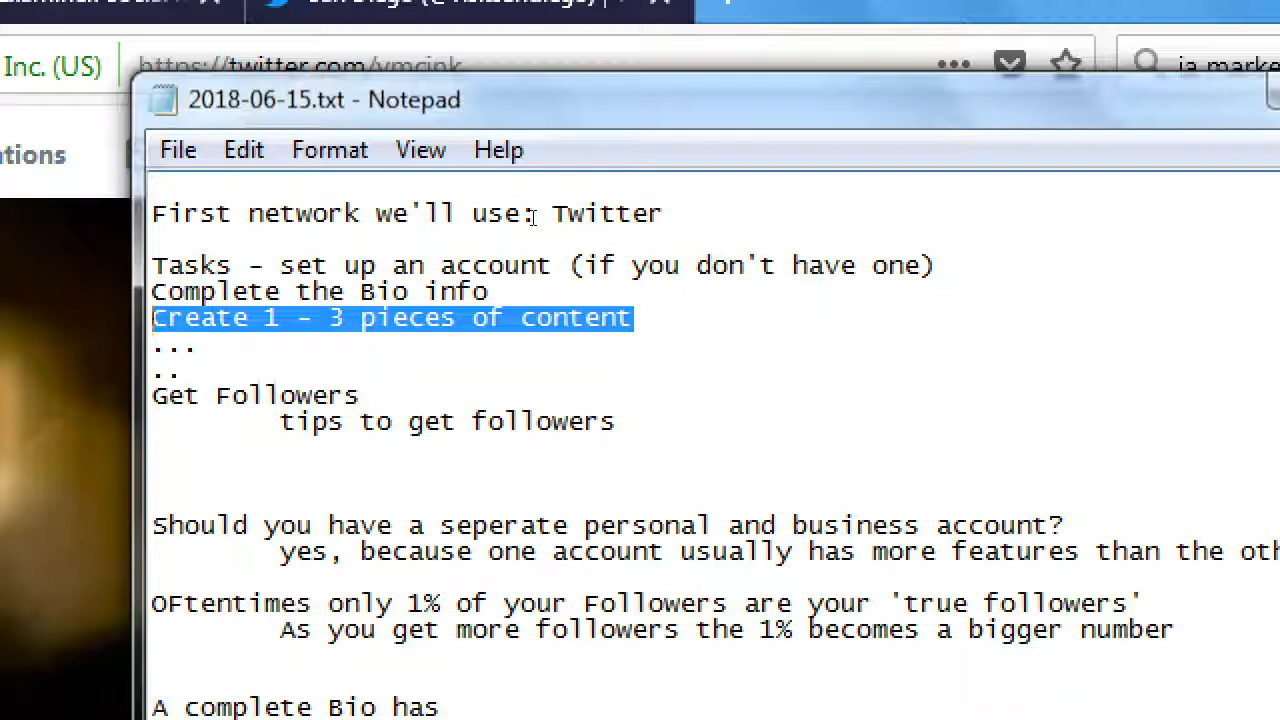 Inc. (US)
https://twitter.com/vmcink
ia marke
2018-06-15.txt - Notepad
ations
File Edit Format View Help
First network we'll use: Twitter
Tasks - set up an account (if you don't have one)
Complete the Bio info
Create 1 - 3 pieces of content
...
..
Get Followers
tips to get followers
Should you have a seperate personal and business account?
yes, because one account usually has more features than the oth
OFtentimes only 1% of your Followers are your 'true followers'
As you get more followers the 1% becomes a bigger number
A complete Bio has